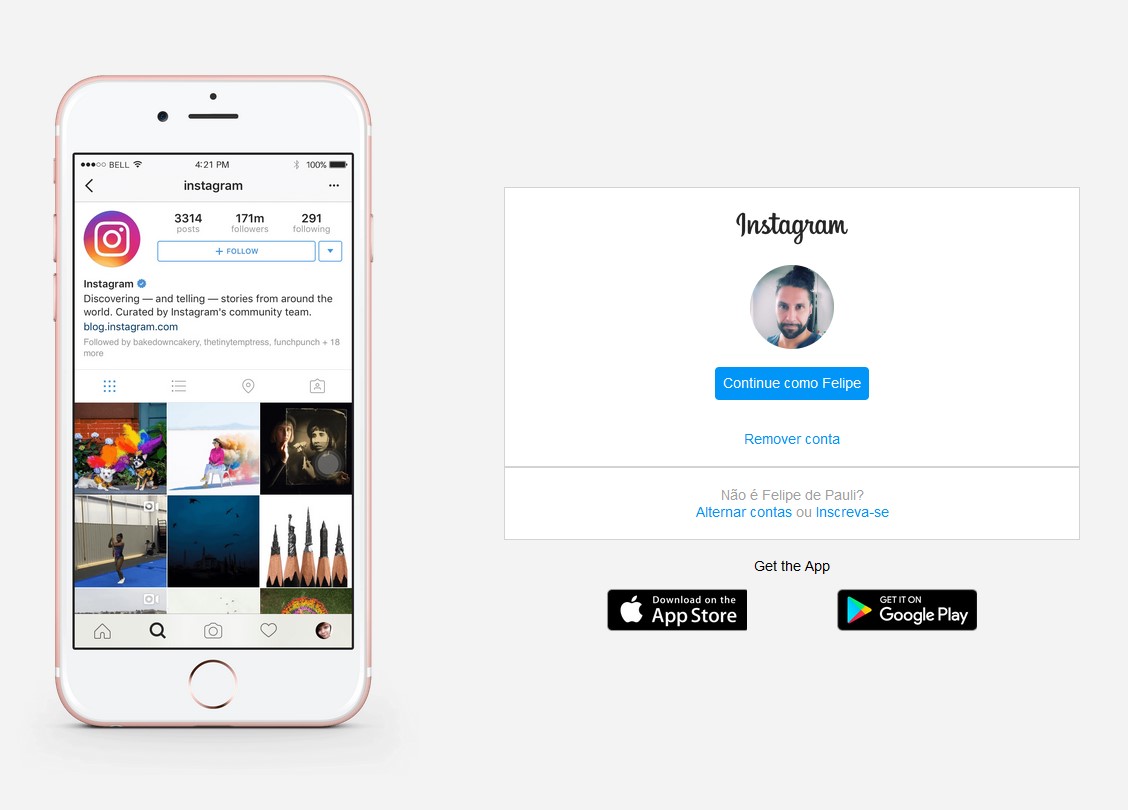 BELL 4:21 PM 100%
instagram
3314 171m 291
posts followers following
+ FOLLOW
Instagram
Discovering — and telling — stories from around the
world. Curated by Instagram's community team.
blog.instagram.com
Followed by bakedowncakery, thetinytemptress, funchpunch + 18
more
Instagram
Continue como Felipe
Remover conta
Não é Felipe de Pauli?
Alternar contas ou Inscreva-se
Get the App
Download on the
App Store
GET IT ON
Google Play